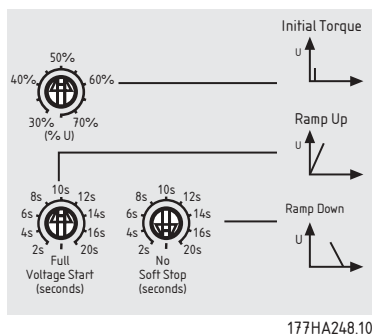 Initial Torque
50%
U
40%
60%
30%
70%
(% U)
Ramp Up
U
10s
8s
12s
6s
14s
4s
16s
2s
20s
Full
Voltage Start
(seconds)
10s
8s
12s
6s
14s
4s
16s
2s
20s
No
Soft Stop
(seconds)
Ramp Down
U
177HA248.10